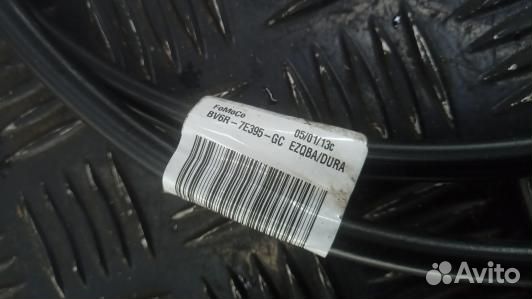 FoMoCo 05/01/13c
BV6R-7E395-GC EZQBA/DURA
Avito